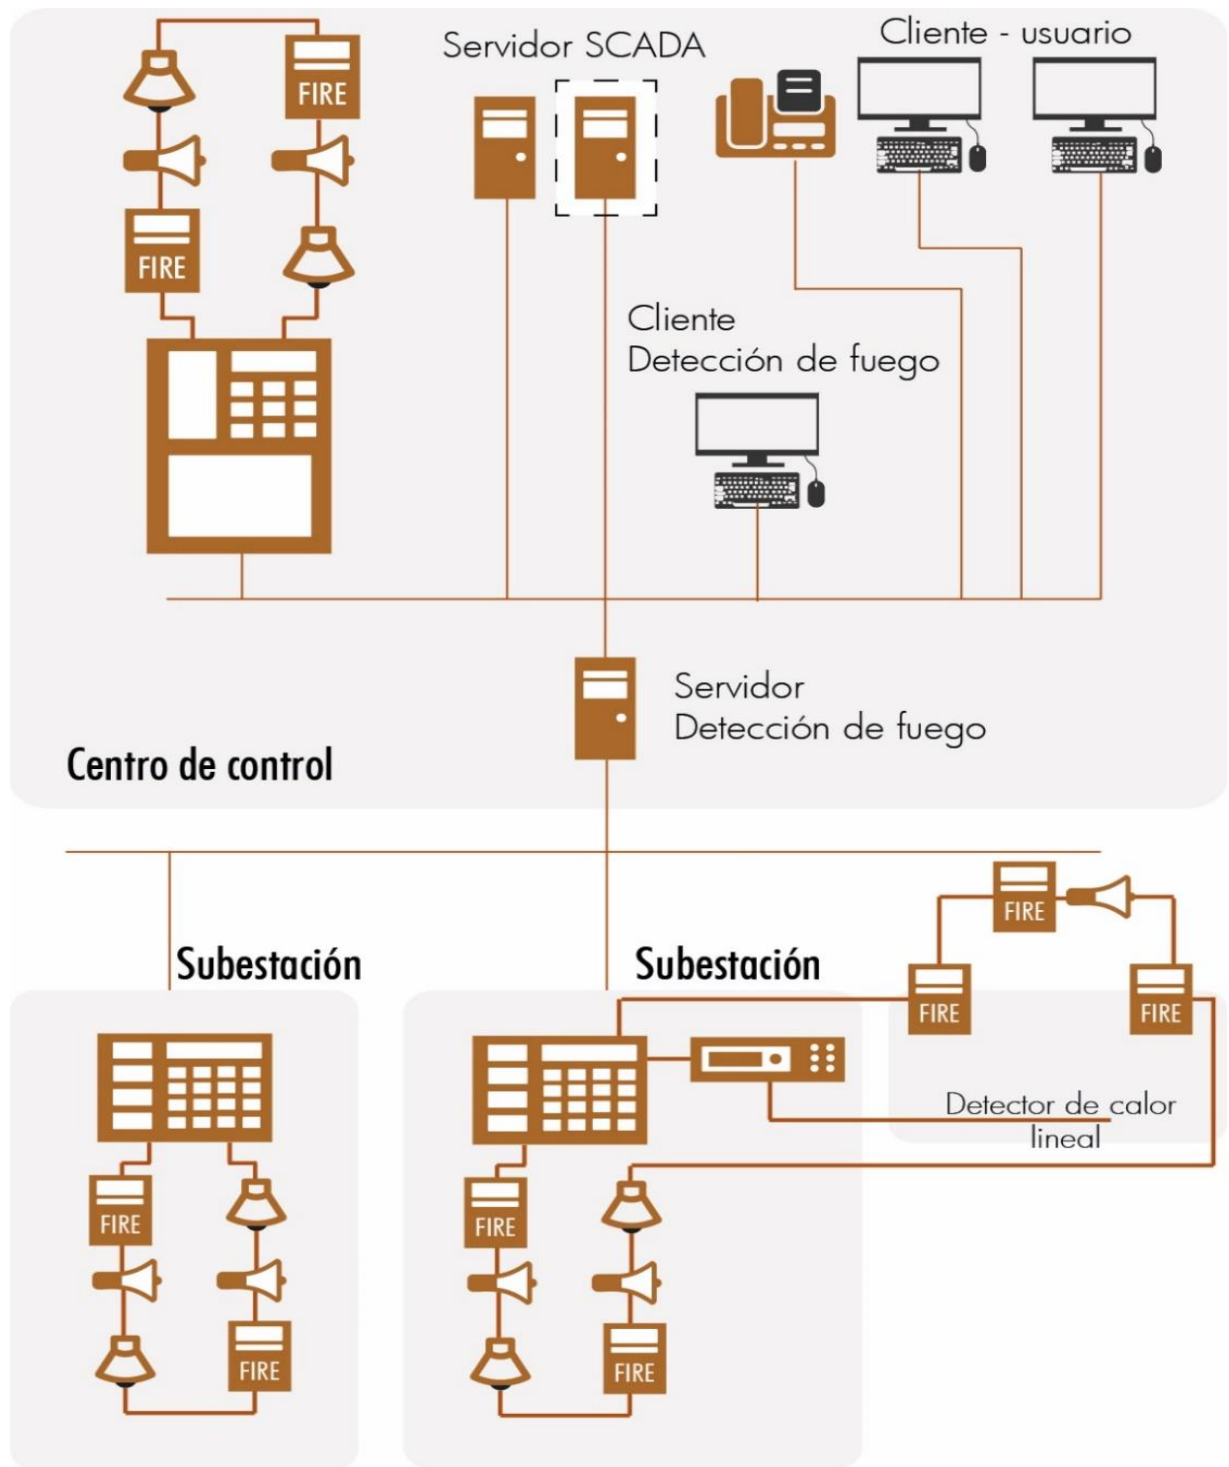 Servidor SCADA
Cliente - usuario
FIRE
FIRE
Cliente
Detección de fuego
Servidor
Detección de fuego
Centro de control
FIRE
Subestación
Subestación
FIRE
FIRE
Detector de calor
lineal
FIRE
FIRE
FIRE
FIRE